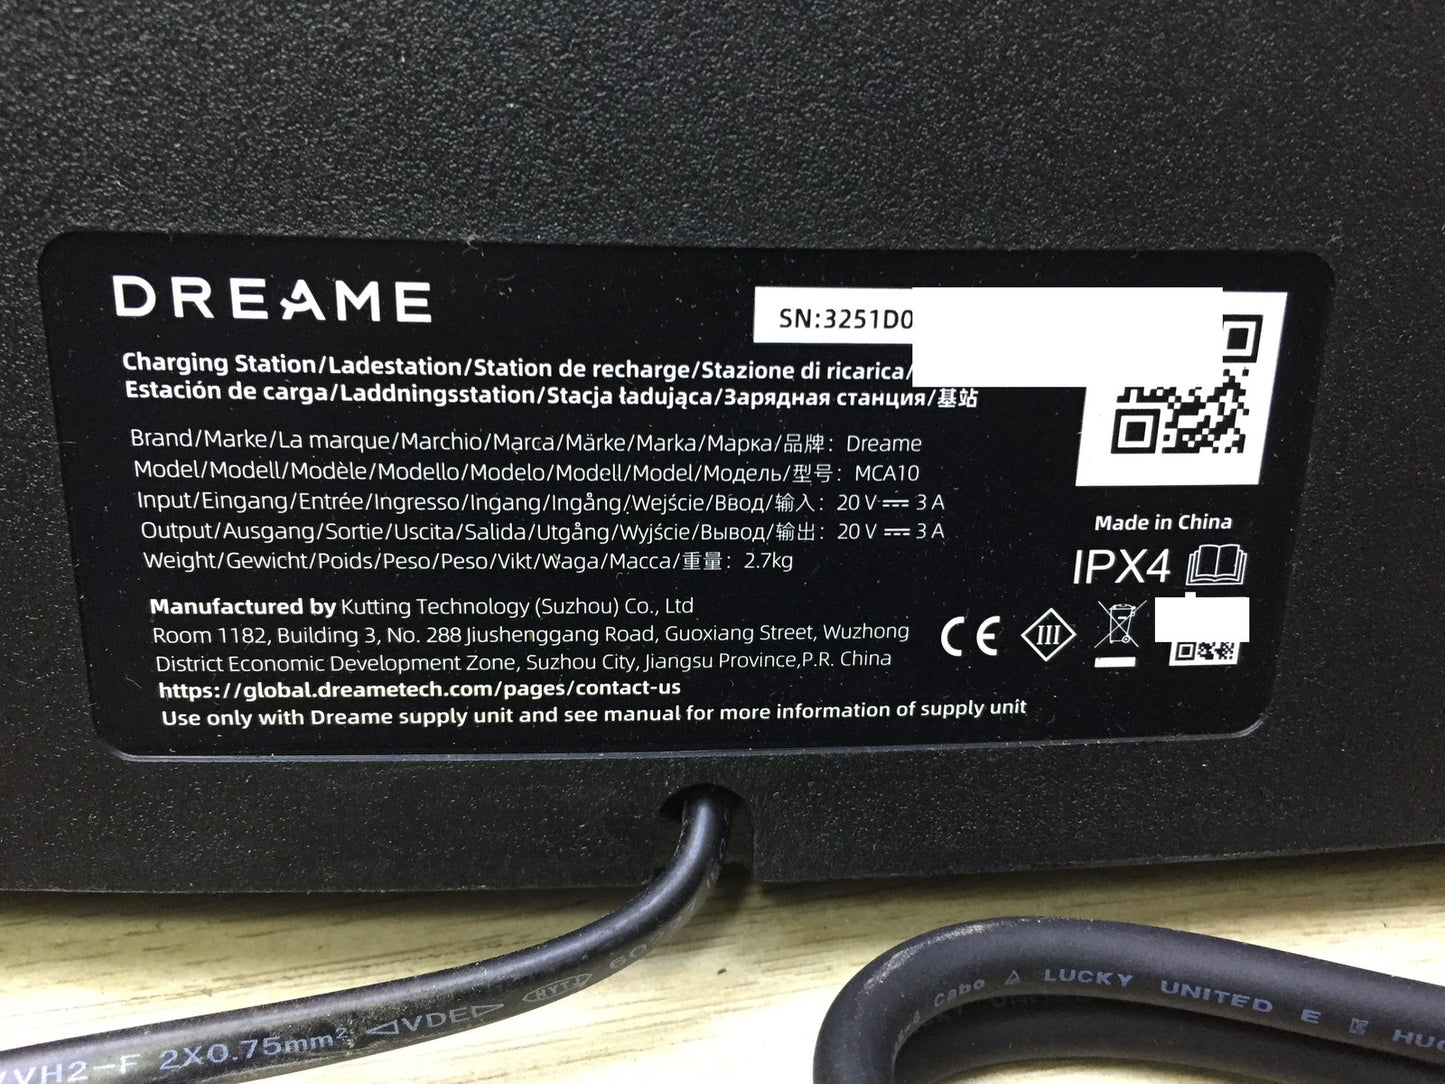 DREAME
SN:3251D0
Charging Station/Ladestation/Station de recharge/Stazione di ricarica/
Estación de carga/Laddningsstation/Stacja ładująca/Зарядная станция/基站
Brand/Marke/La marque/Marchio/Marca/Märke/Marka/Марка/品牌: Dreame
Model/Modell/Modèle/Modello/Modelo/Modell/Model/Модель/型号: MCA10
Input/Eingang/Entrée/Ingresso/Ingang/Ingång/Wejście/Ввод/输入: 20 V ⎓ 3 A
Output/Ausgang/Sortie/Uscita/Salida/Utgång/Wyjście/Вывод/输出: 20 V ⎓ 3 A
Weight/Gewicht/Poids/Peso/Peso/Vikt/Waga/Масса/重量: 2.7kg
Made in China
IPX4
Manufactured by Kutting Technology (Suzhou) Co., Ltd
Room 1182, Building 3, No. 288 Jiushenggang Road, Guoxiang Street, Wuzhong
District Economic Development Zone, Suzhou City, Jiangsu Province,P.R. China
https://global.dreametech.com/pages/contact-us
Use only with Dreame supply unit and see manual for more information of supply unit
CE
III
VVH2-F 2X0.75mm² VDE HYTJ
Cabo LUCKY UNITED E